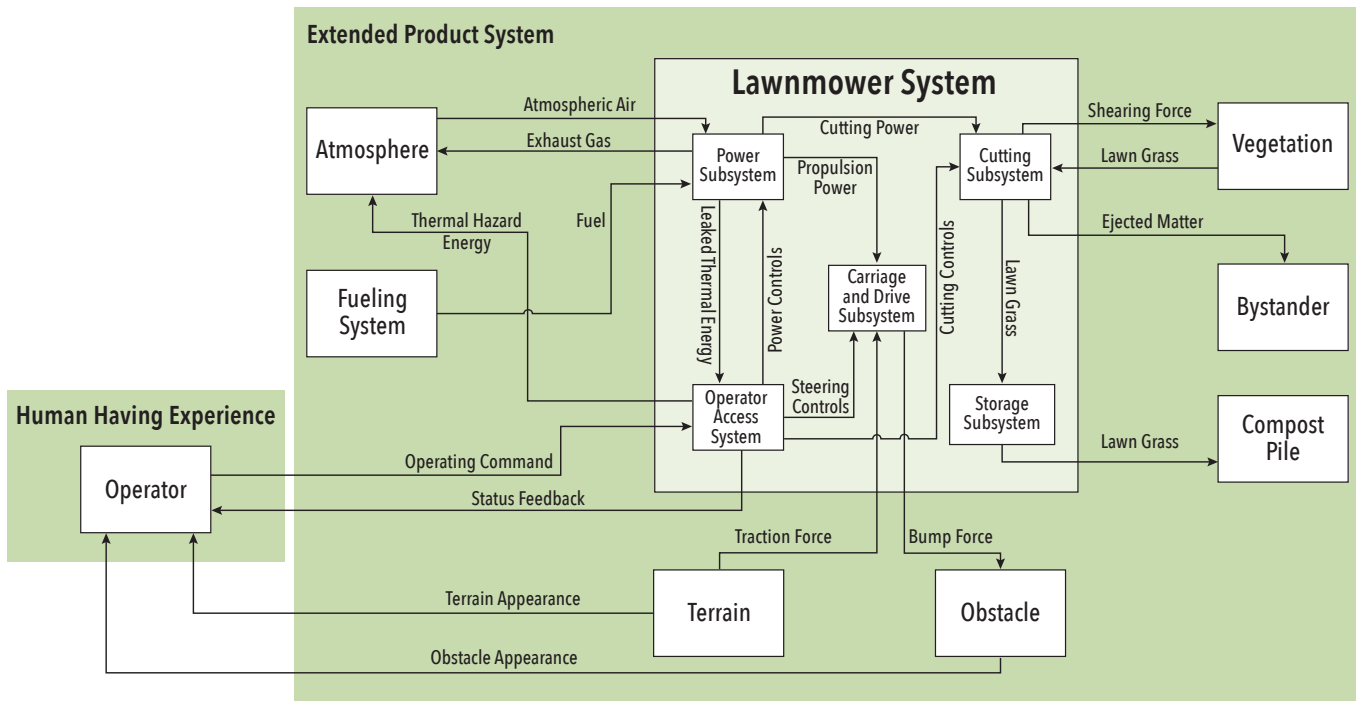 Extended Product System
Lawnmower System
Atmospheric Air
Exhaust Gas
Atmosphere
Thermal Hazard
Energy
Fuel
Fueling
System
Power
Subsystem
Cutting Power
Propulsion
Power
Cutting
Subsystem
Shearing Force
Lawn Grass
Vegetation
Ejected Matter
Bystander
Leaked Thermal Energy
Power Controls
Carriage
and Drive
Subsystem
Cutting Controls
Lawn Grass
Operator
Access
System
Steering
Controls
Storage
Subsystem
Lawn Grass
Compost
Pile
Human Having Experience
Operator
Operating Command
Status Feedback
Traction Force
Bump Force
Terrain Appearance
Terrain
Obstacle
Obstacle Appearance